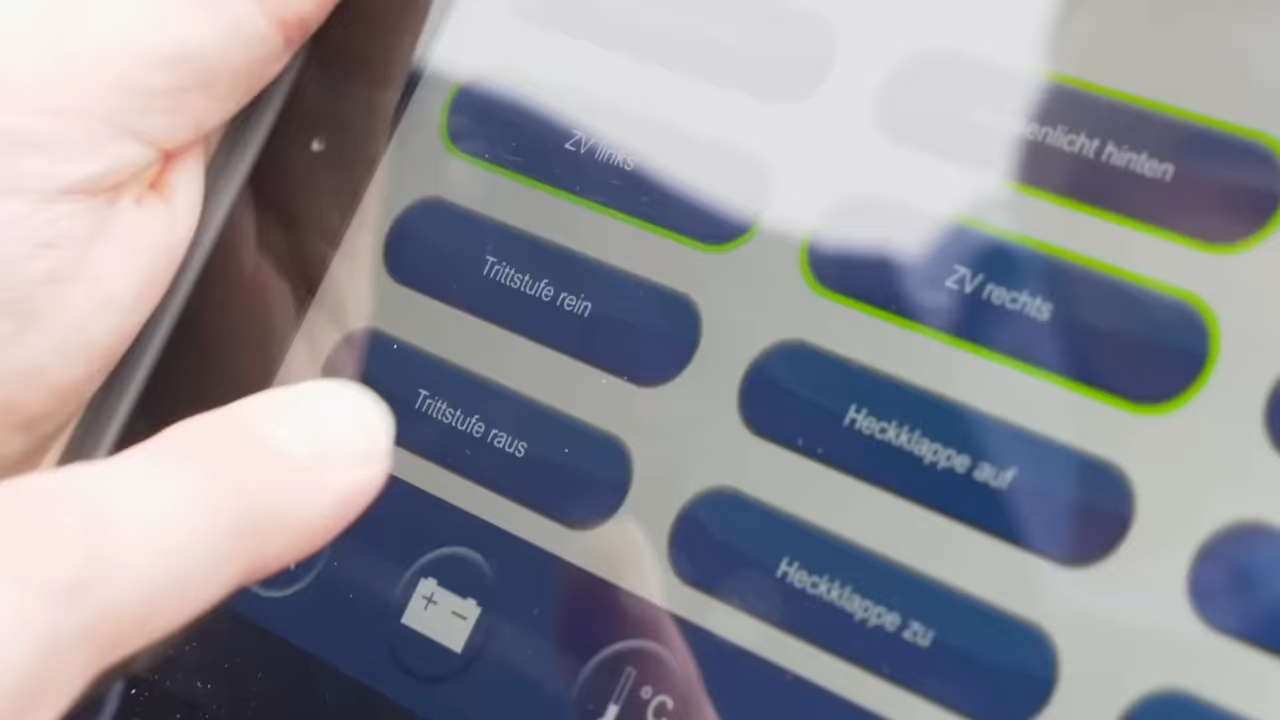 ZV links
enlicht hinten
Trittstufe rein
ZV rechts
Trittstufe raus
Heckklappe auf
Heckklappe zu
+ −
°C